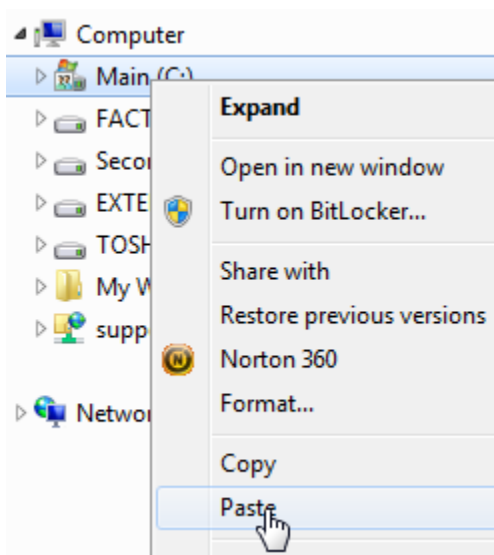 Computer
Main (C:)
FACT
Secon
EXTE
TOSH
My W
supp
Networ
Expand
Open in new window
Turn on BitLocker...
Share with
Restore previous versions
Norton 360
Format...
Copy
Paste